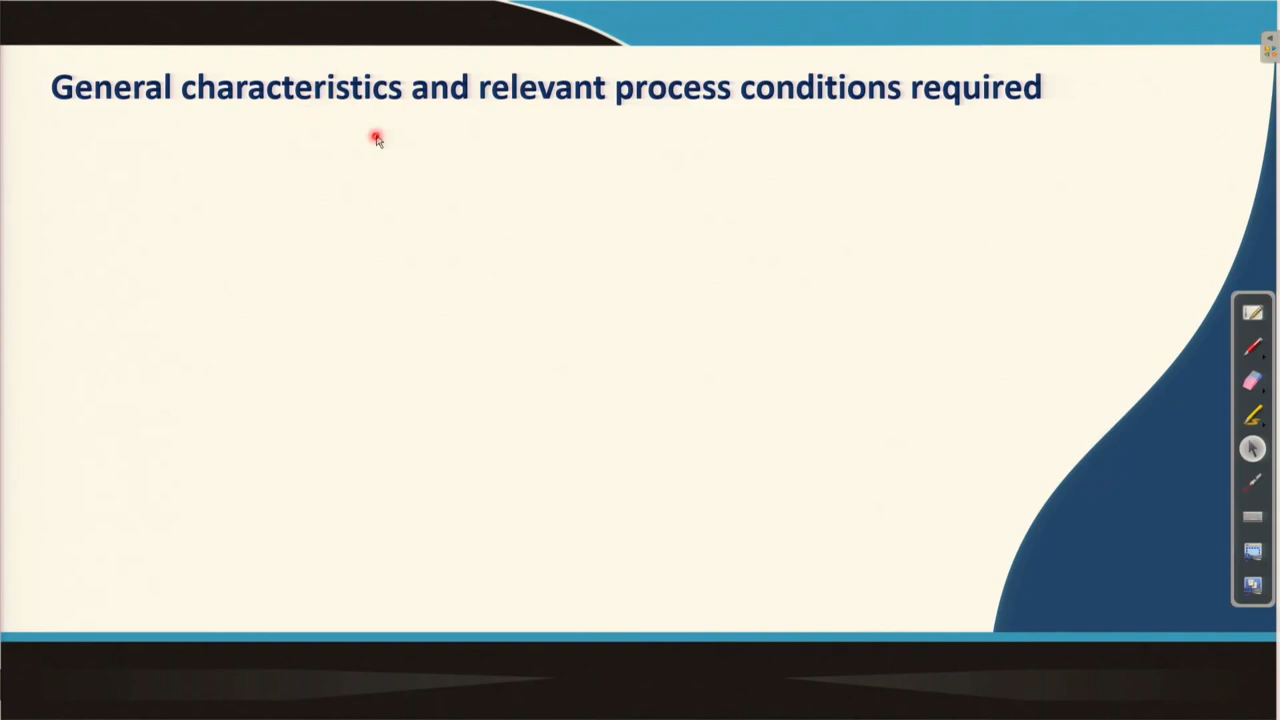 General characteristics and relevant process conditions required